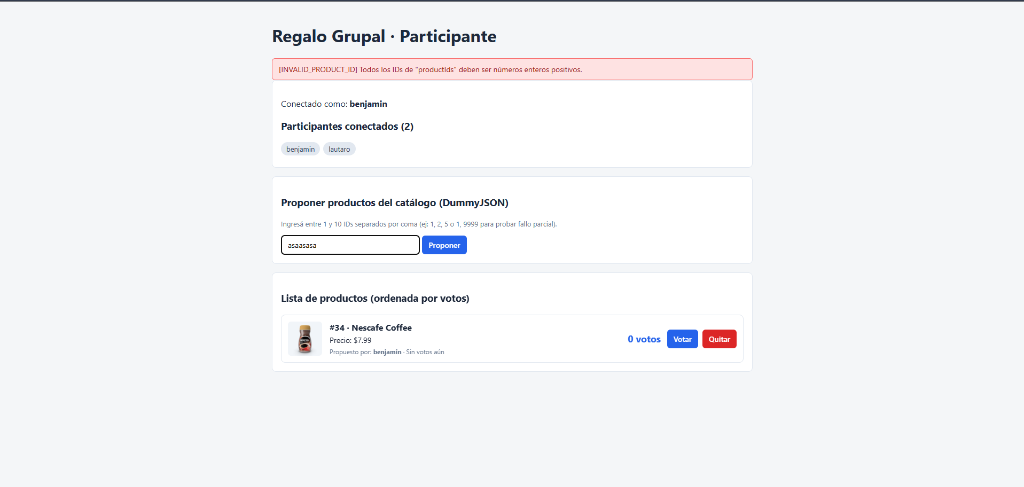 Regalo Grupal · Participante
[INVALID_PRODUCT_ID] Todos los IDs de "productIds" deben ser números enteros positivos.
Conectado como: benjamin
Participantes conectados (2)
benjamin lautaro
Proponer productos del catálogo (DummyJSON)
Ingresá entre 1 y 10 IDs separados por coma (ej: 1, 2, 5 o 1, 9999 para probar fallo parcial).
asaasasa Proponer
Lista de productos (ordenada por votos)
#34 - Nescafe Coffee
Precio: $7.99
Propuesto por: benjamin · Sin votos aún
0 votos Votar Quitar